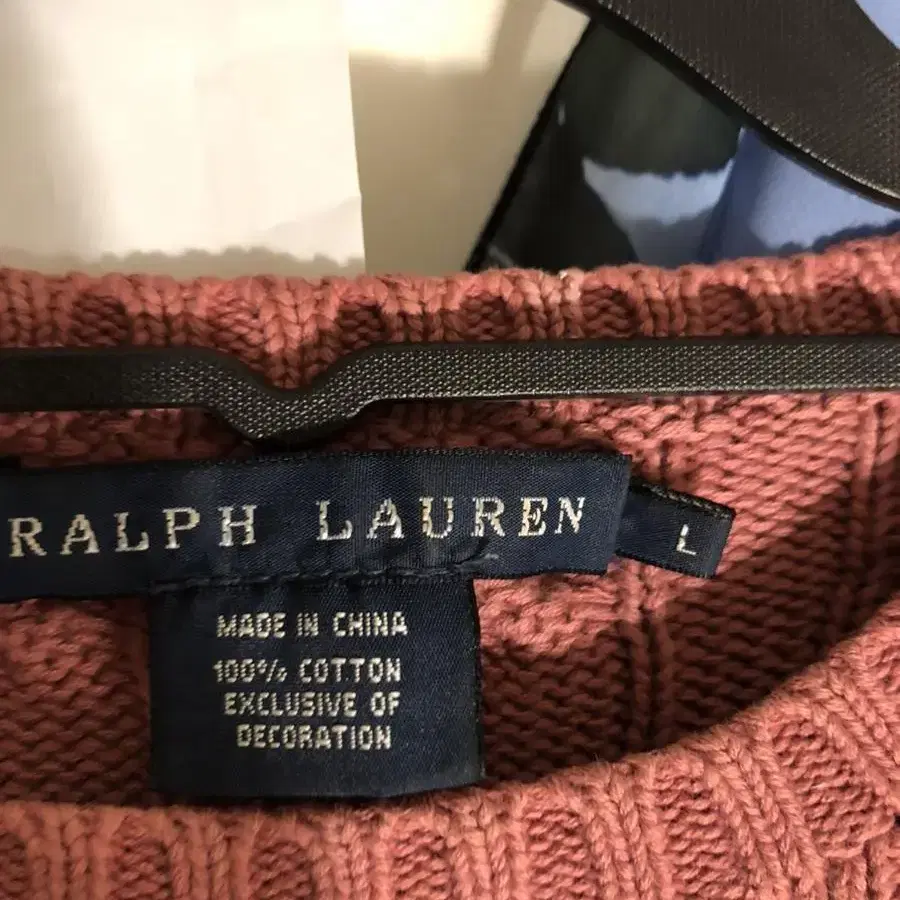 RALPH LAUREN
L
MADE IN CHINA
100% COTTON
EXCLUSIVE OF
DECORATION